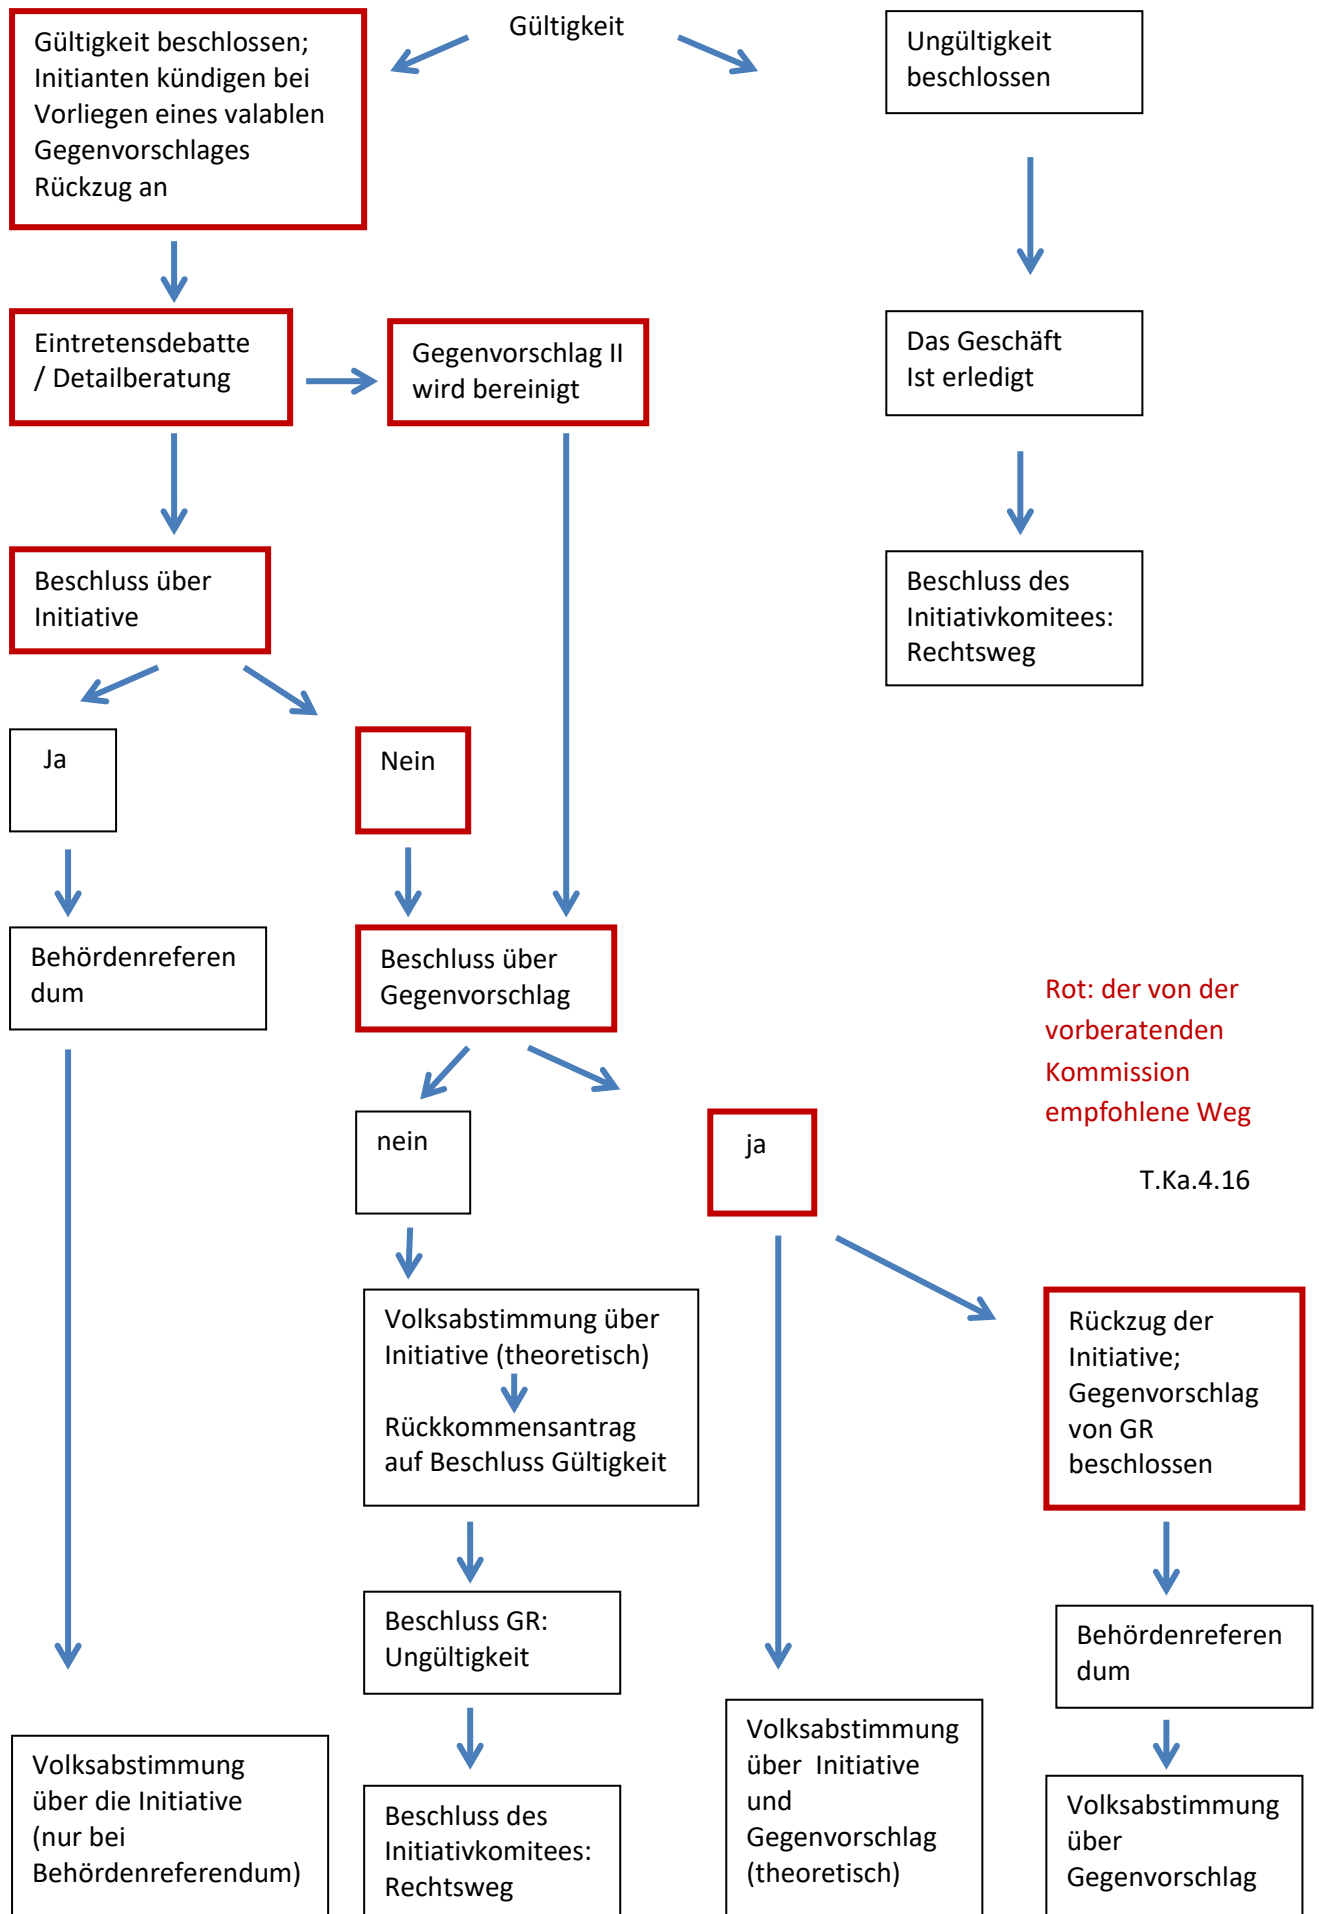 Gültigkeit
Gültigkeit beschlossen;
Initianten kündigen bei
Vorliegen eines valablen
Gegenvorschlages
Rückzug an
Ungültigkeit
beschlossen
Eintretensdebatte
/ Detailberatung
Gegenvorschlag II
wird bereinigt
Das Geschäft
Ist erledigt
Beschluss über
Initiative
Beschluss des
Initiativkomitees:
Rechtsweg
Ja
Nein
Behördenreferen
dum
Beschluss über
Gegenvorschlag
Rot: der von der
vorberatenden
Kommission
empfohlene Weg
T.Ka.4.16
nein
ja
Volksabstimmung über
Initiative (theoretisch)
Rückkommensantrag
auf Beschluss Gültigkeit
Rückzug der
Initiative;
Gegenvorschlag
von GR
beschlossen
Beschluss GR:
Ungültigkeit
Behördenreferen
dum
Volksabstimmung
über die Initiative
(nur bei
Behördenreferendum)
Beschluss des
Initiativkomitees:
Rechtsweg
Volksabstimmung
über Initiative
und
Gegenvorschlag
(theoretisch)
Volksabstimmung
über
Gegenvorschlag